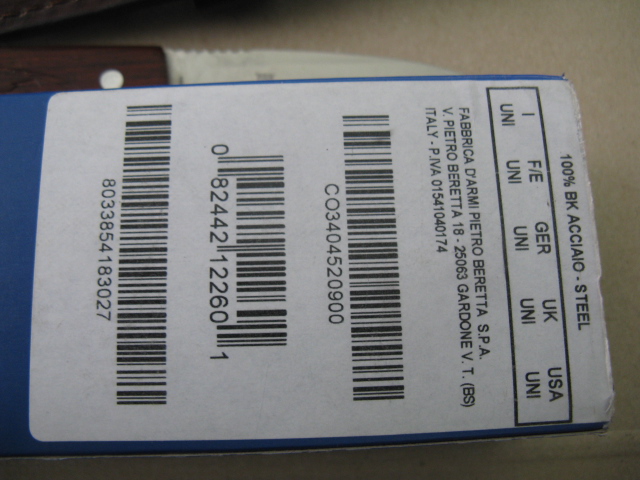 100% BK ACCIAIO - STEEL
I F/E GER UK USA
UNI UNI UNI UNI UNI
FABBRICA D'ARMI PIETRO BERETTA S.P.A.
V. PIETRO BERETTA 18 - 25063 GARDONE V. T. (BS)
ITALY - P.IVA 01541040174
CO3404520900
0 82442 12260 1
8033854183027